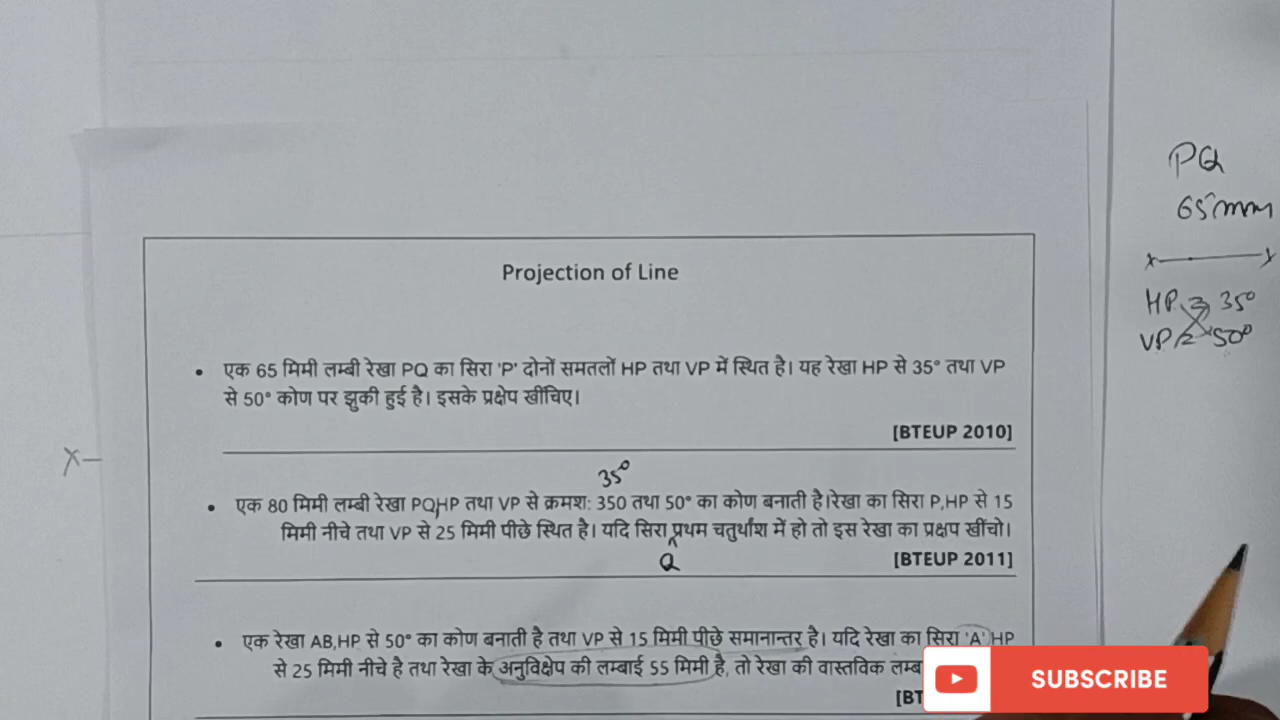 PQ
65mm
x y
HP = 35°
VP = 50°
Projection of Line
• एक 65 मिमी लम्बी रेखा PQ का सिरा 'P' दोनों समतलों HP तथा VP में स्थित है। यह रेखा HP से 35° तथा VP
से 50° कोण पर झुकी हुई है। इसके प्रक्षेप खींचिए।
[BTEUP 2010]
X-
35°
• एक 80 मिमी लम्बी रेखा PQ,HP तथा VP से क्रमश: 350 तथा 50° का कोण बनाती है।रेखा का सिरा P,HP से 15
मिमी नीचे तथा VP से 25 मिमी पीछे स्थित है। यदि सिरा प्रथम चतुर्थांश में हो तो इस रेखा का प्रक्षप खींचो।
Q
[BTEUP 2011]
• एक रेखा AB,HP से 50° का कोण बनाती है तथा VP से 15 मिमी पीछे समानान्तर है। यदि रेखा का सिरा 'A' HP
से 25 मिमी नीचे है तथा रेखा के अनुविक्षेप की लम्बाई 55 मिमी है, तो रेखा की वास्तविक
[BT
SUBSCRIBE